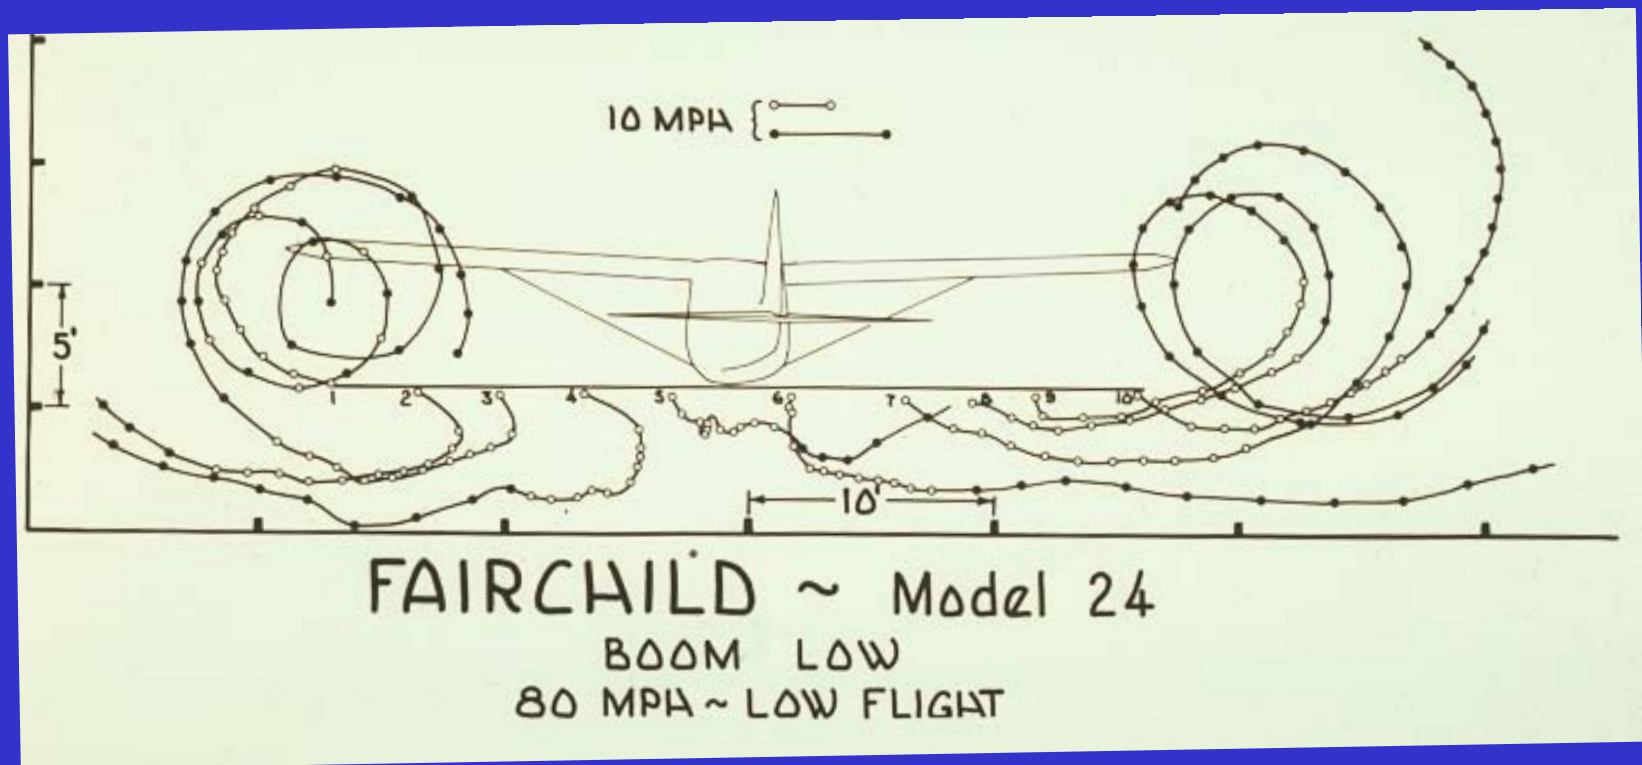 10 MPH
5'
1 2 3 4 5 6 7 8 9 10
10'
FAIRCHILD ~ Model 24
BOOM LOW
80 MPH ~ LOW FLIGHT